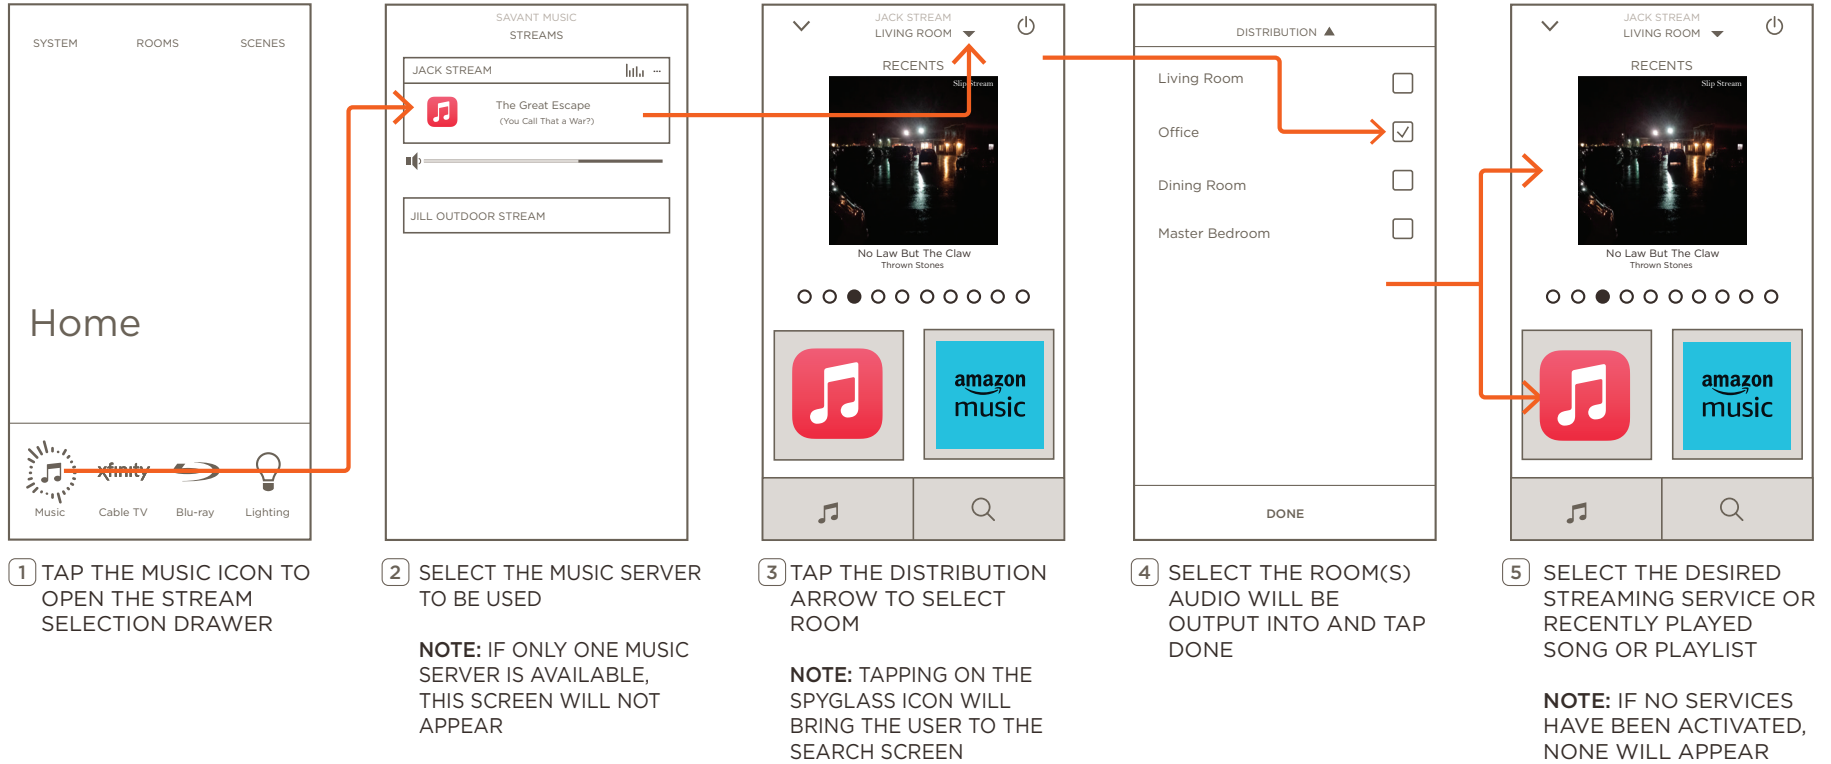 SYSTEM ROOMS SCENES
Home
xfinity
Music Cable TV Blu-ray Lighting
1 TAP THE MUSIC ICON TO
OPEN THE STREAM
SELECTION DRAWER
SAVANT MUSIC
STREAMS
JACK STREAM
The Great Escape
(You Call That a War?)
JILL OUTDOOR STREAM
2 SELECT THE MUSIC SERVER
TO BE USED
NOTE: IF ONLY ONE MUSIC
SERVER IS AVAILABLE,
THIS SCREEN WILL NOT
APPEAR
JACK STREAM
LIVING ROOM
RECENTS
Slip Stream
No Law But The Claw
Thrown Stones
amazon
music
3 TAP THE DISTRIBUTION
ARROW TO SELECT
ROOM
NOTE: TAPPING ON THE
SPYGLASS ICON WILL
BRING THE USER TO THE
SEARCH SCREEN
DISTRIBUTION
Living Room
Office
Dining Room
Master Bedroom
DONE
4 SELECT THE ROOM(S)
AUDIO WILL BE
OUTPUT INTO AND TAP
DONE
JACK STREAM
LIVING ROOM
RECENTS
Slip Stream
No Law But The Claw
Thrown Stones
amazon
music
5 SELECT THE DESIRED
STREAMING SERVICE OR
RECENTLY PLAYED
SONG OR PLAYLIST
NOTE: IF NO SERVICES
HAVE BEEN ACTIVATED,
NONE WILL APPEAR